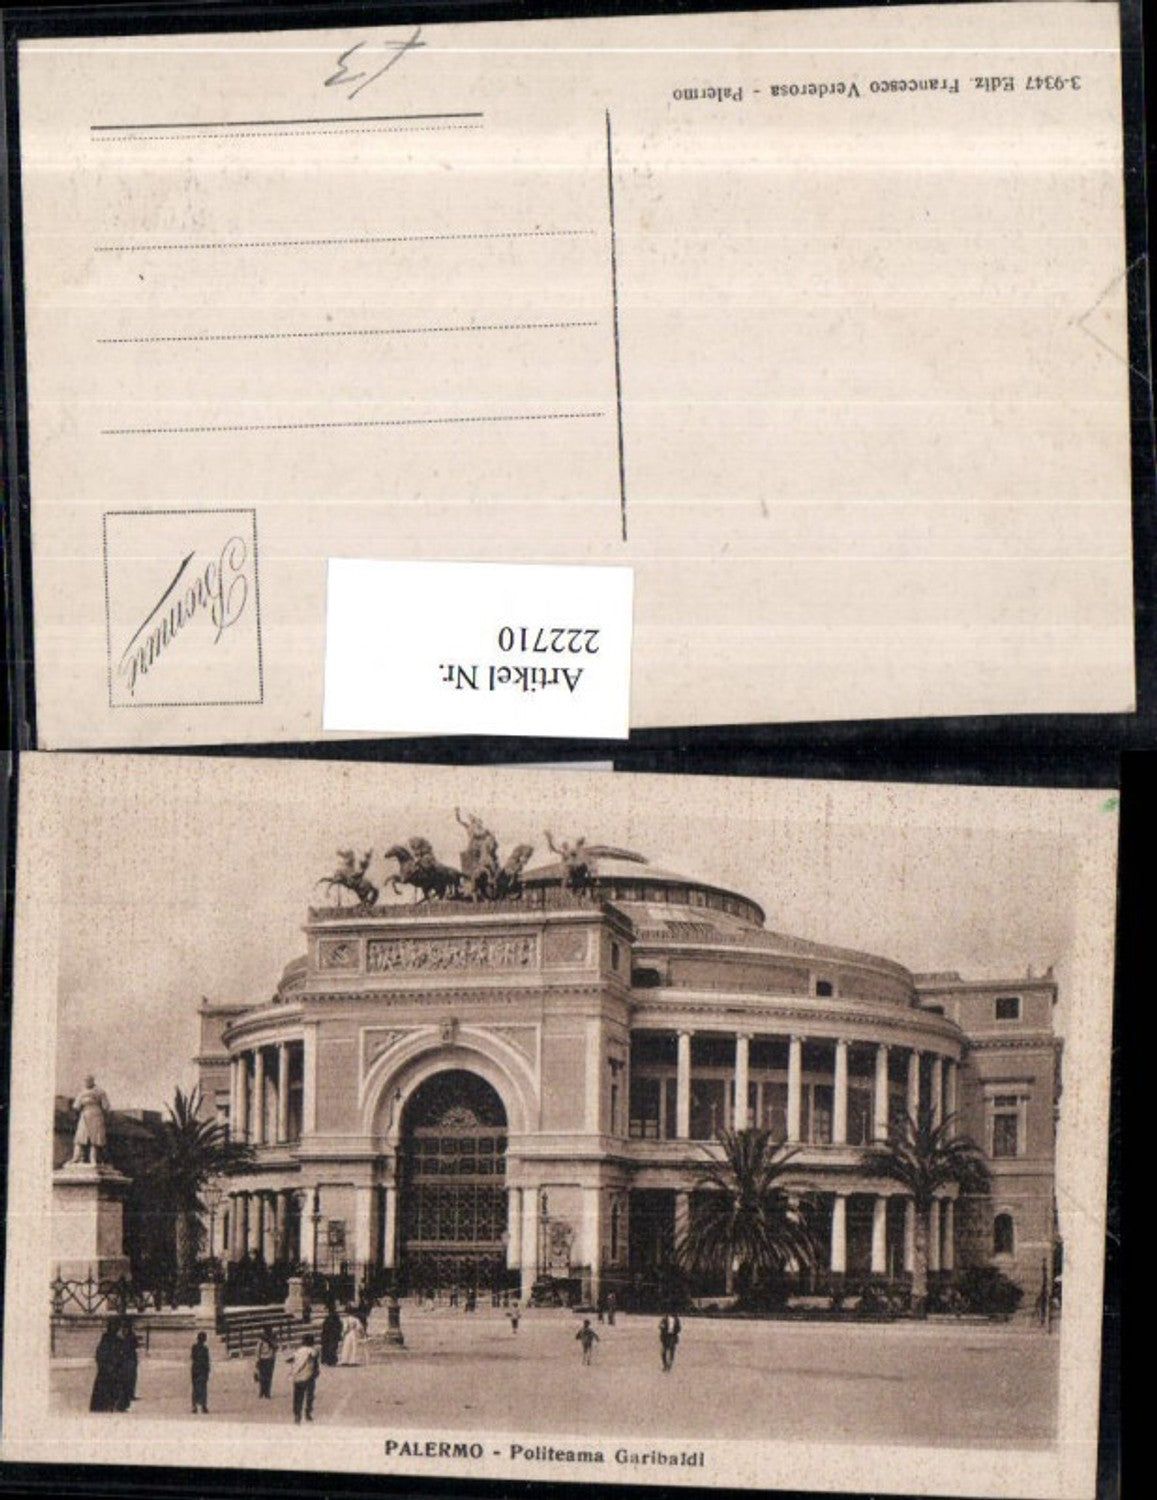 3-9347 Ediz. Francesco Verderosa - Palermo
Artikel Nr.
222710
PALERMO - Politeama Garibaldi